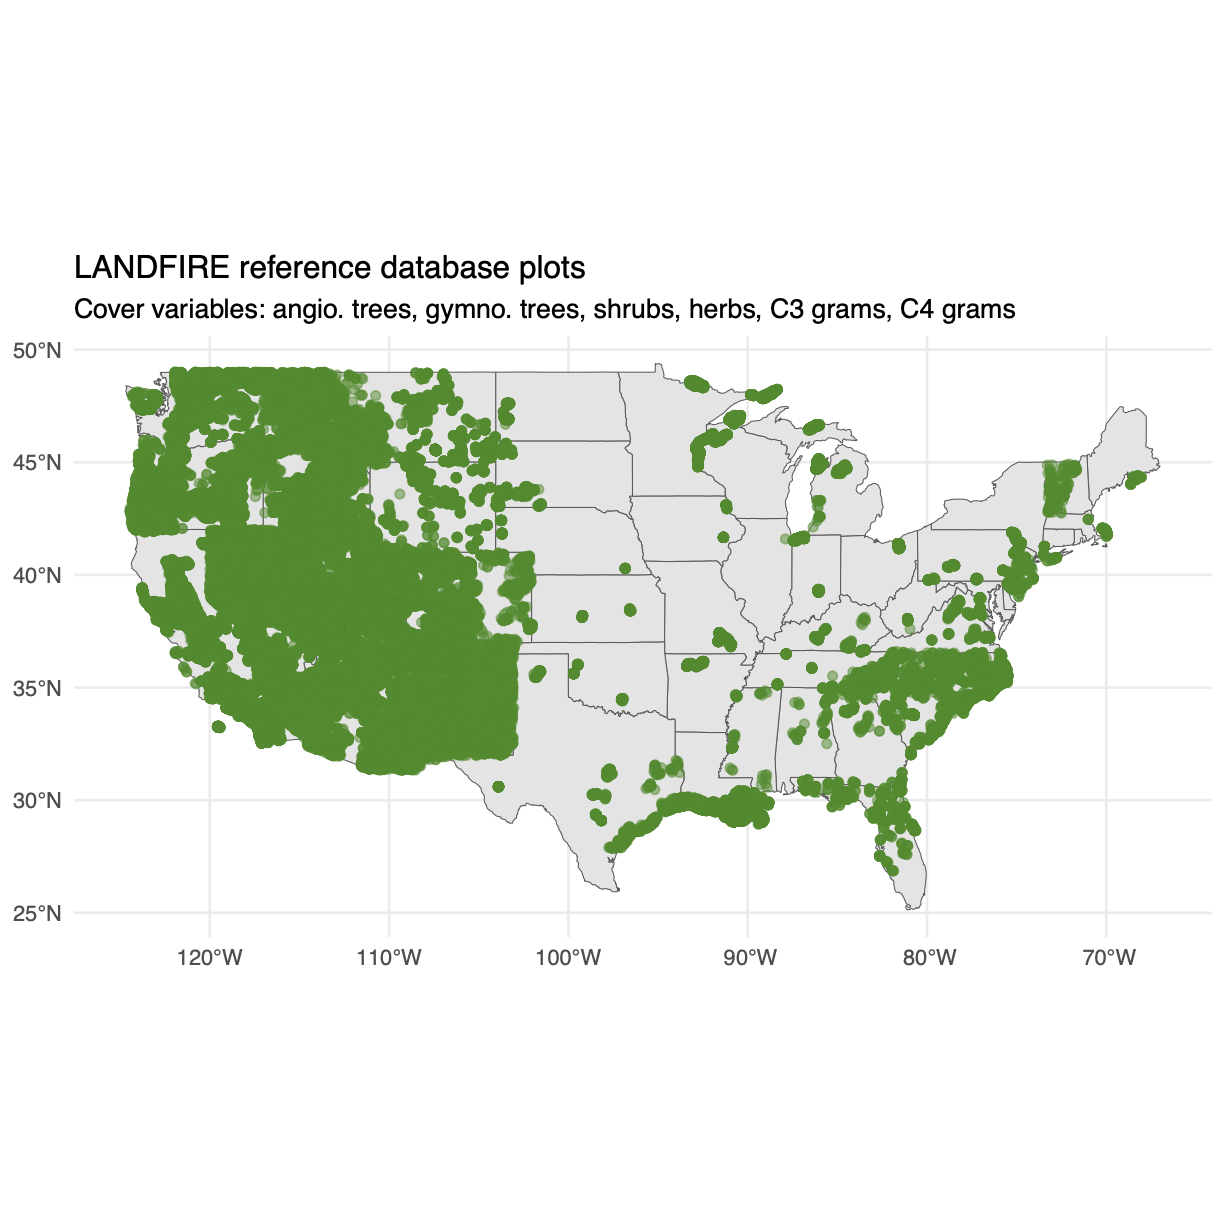 LANDFIRE reference database plots
Cover variables: angio. trees, gymno. trees, shrubs, herbs, C3 grams, C4 grams
50°N
45°N
40°N
35°N
30°N
25°N
120°W
110°W
100°W
90°W
80°W
70°W